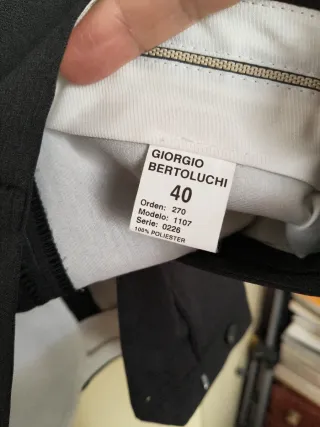 GIORGIO
BERTOLUCHI
40
Orden: 270
Modelo: 1107
Serie: 0226
100% POLIESTER